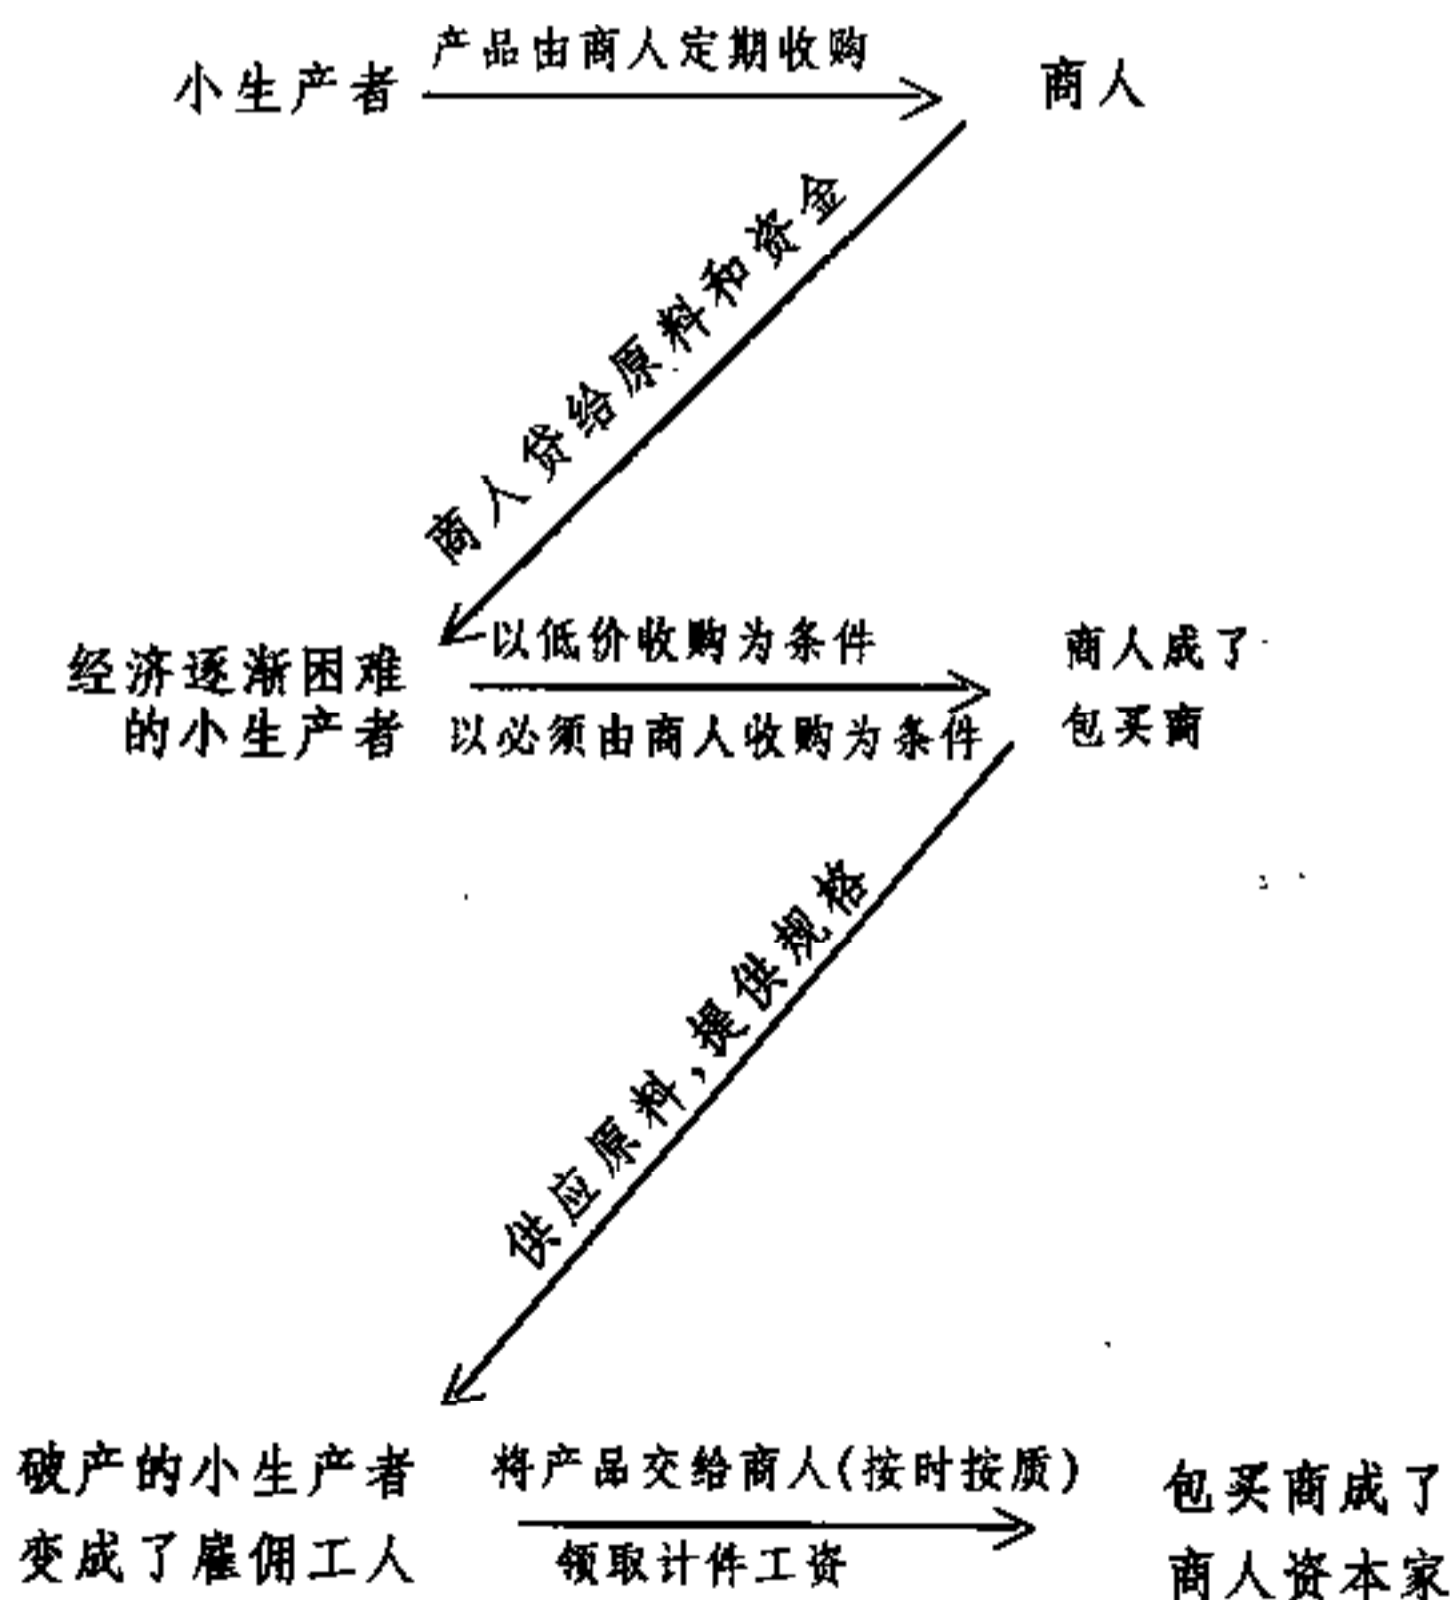 产品由商人定期收购
小生产者
商人
商人贷给原料和资金
以低价收购为条件
经济逐渐困难
的小生产者
以必须由商人收购为条件
商人成了
包买商
供应原料,提供规格
破产的小生产者
变成了雇佣工人
将产品交给商人(按时按质)
领取计件工资
包买商成了
商人资本家